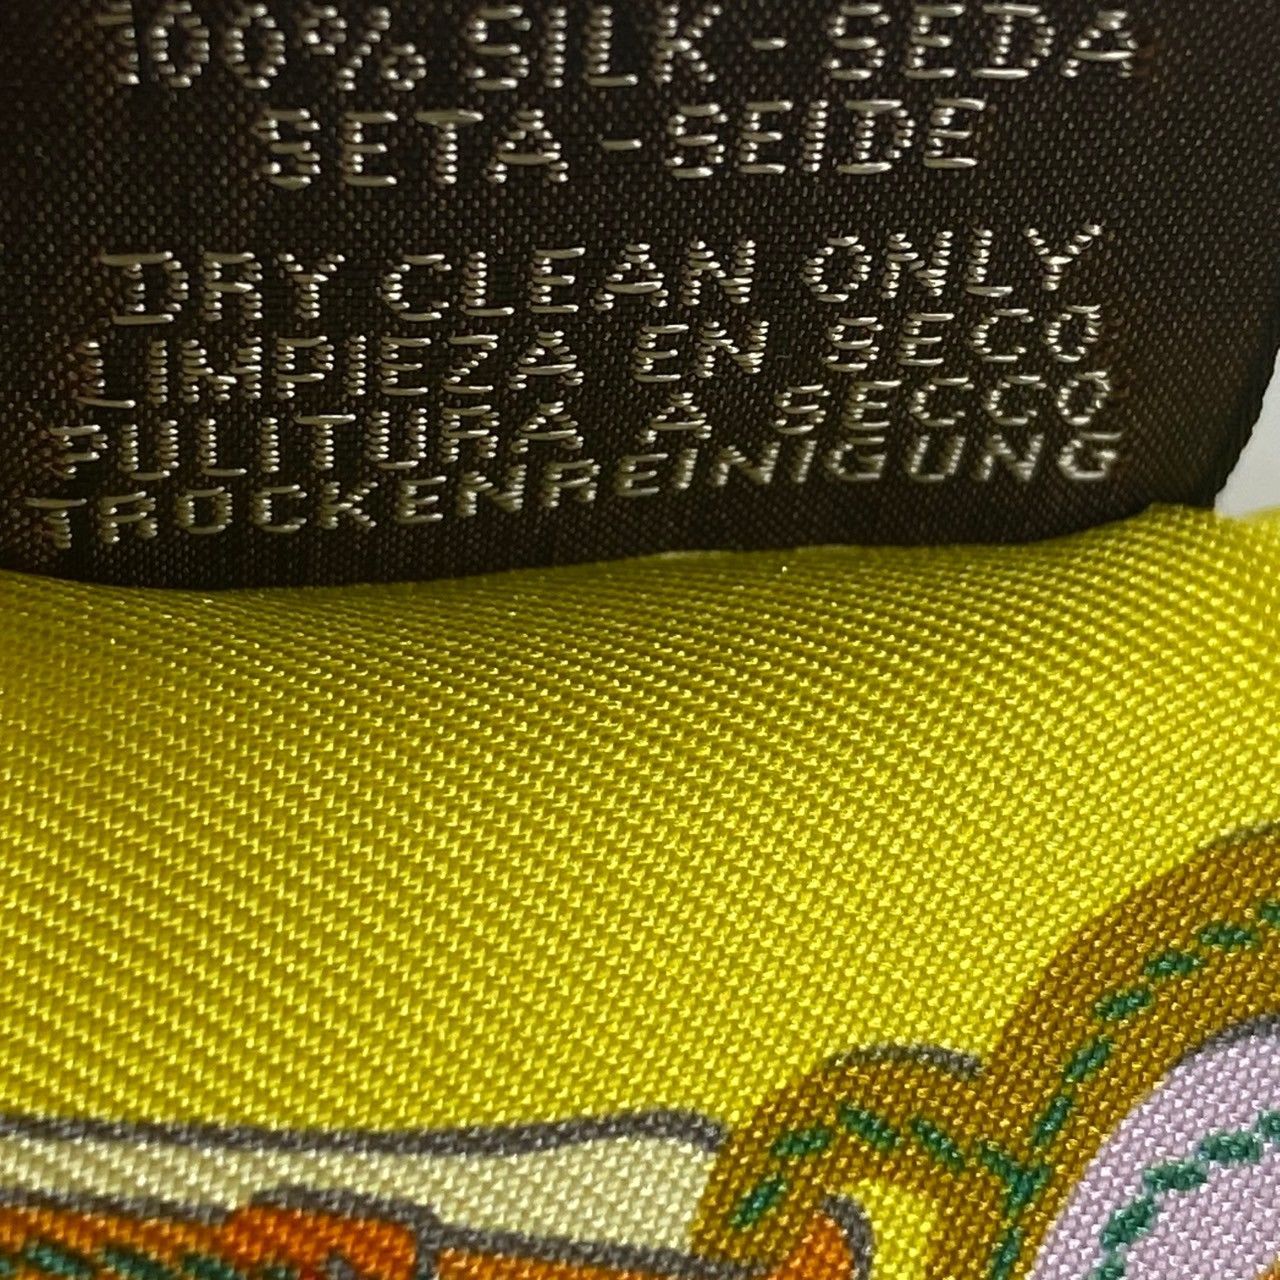 100% SILK - SEDA
SETA - SEIDE
DRY CLEAN ONLY
LIMPIEZA EN SECO
PULITURA A SECCO
TROCKENREINIGUNG